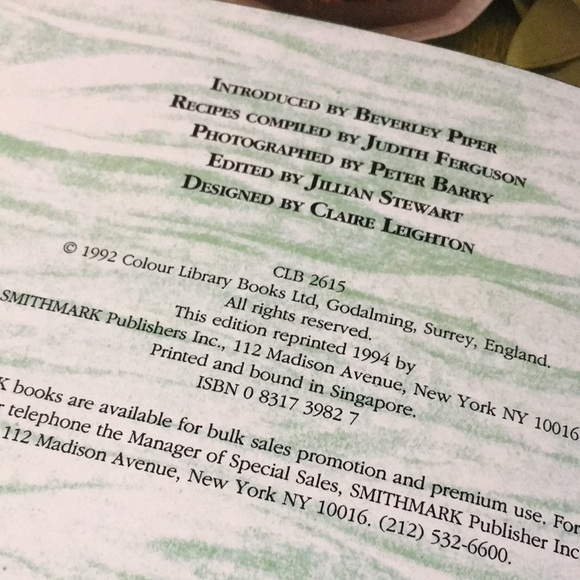 Introduced by Beverley Piper
Recipes compiled by Judith Ferguson
Photographed by Peter Barry
Edited by Jillian Stewart
Designed by Claire Leighton
CLB 2615
© 1992 Colour Library Books Ltd, Godalming, Surrey, England.
All rights reserved.
This edition reprinted 1994 by
SMITHMARK Publishers Inc., 112 Madison Avenue, New York NY 10016
Printed and bound in Singapore.
ISBN 0 8317 3982 7
K books are available for bulk sales promotion and premium use. For
r telephone the Manager of Special Sales, SMITHMARK Publisher Inc
112 Madison Avenue, New York NY 10016. (212) 532-6600.